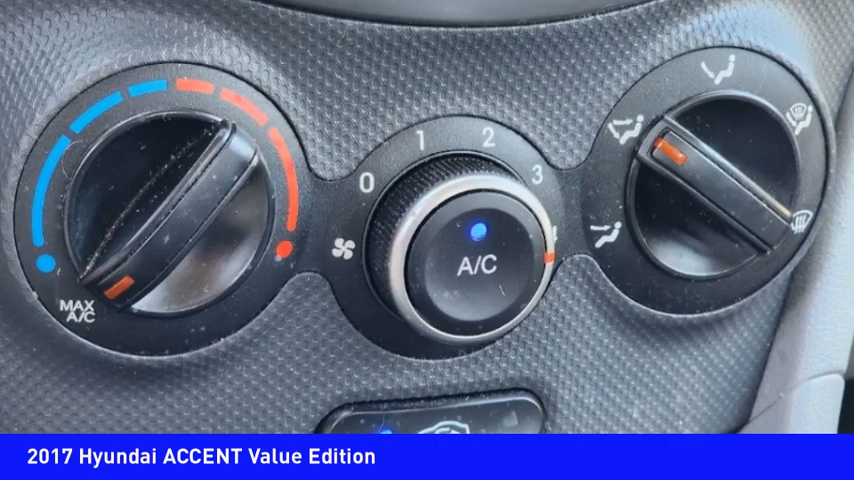 1
2
0
3
A/C
MAX
A/C
2017 Hyundai ACCENT Value Edition